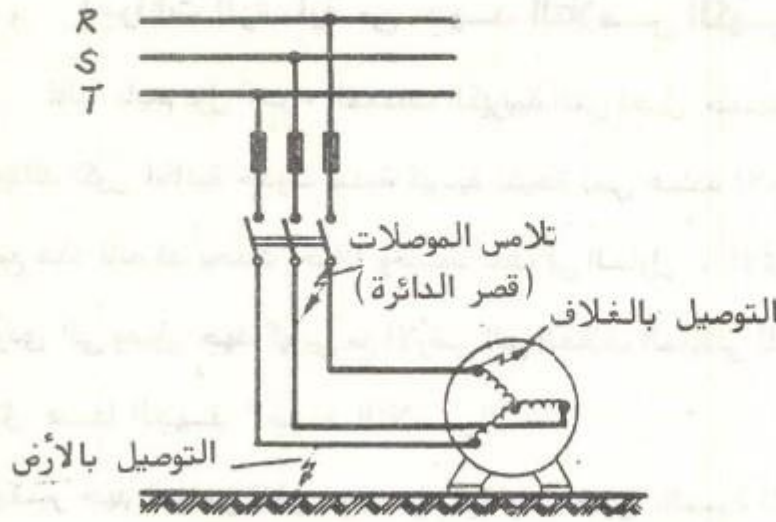 R
S
T
تلامس الموصلات
(قصر الدائرة)
التوصيل بالغلاف
التوصيل بالأرض